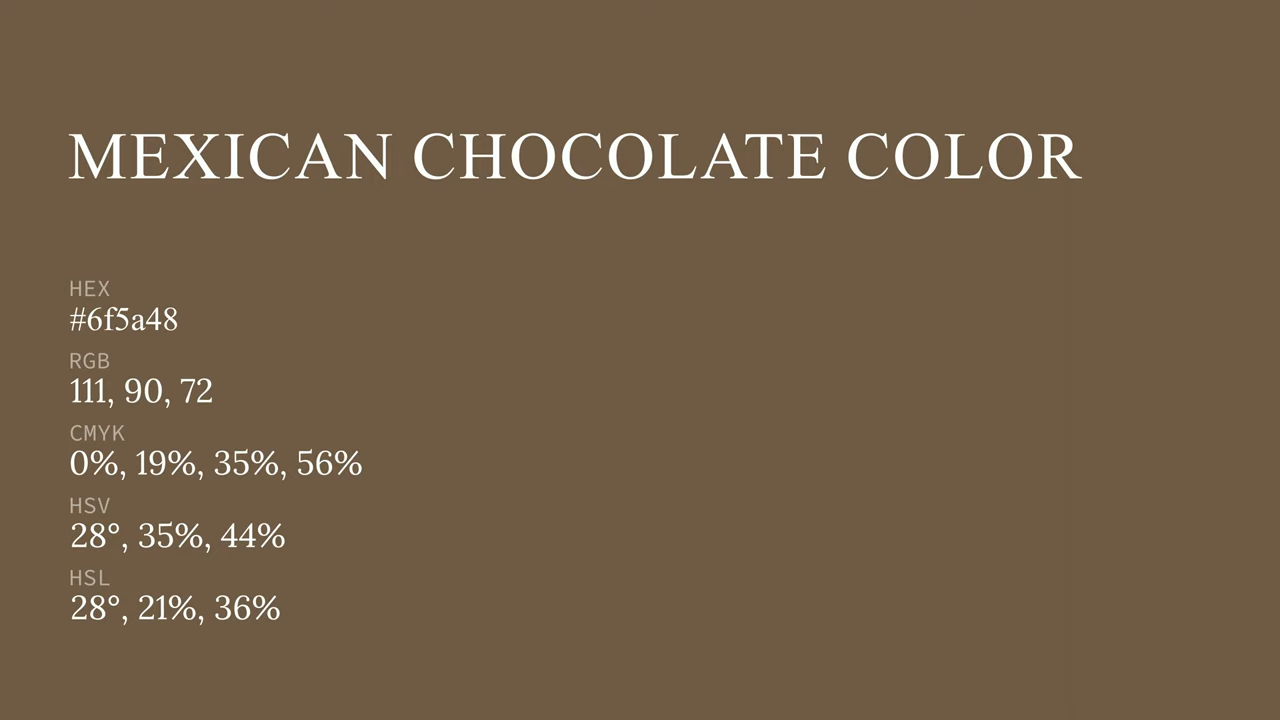 MEXICAN CHOCOLATE COLOR
HEX
#6f5a48
RGB
111, 90, 72
CMYK
0%, 19%, 35%, 56%
HSV
28°, 35%, 44%
HSL
28°, 21%, 36%